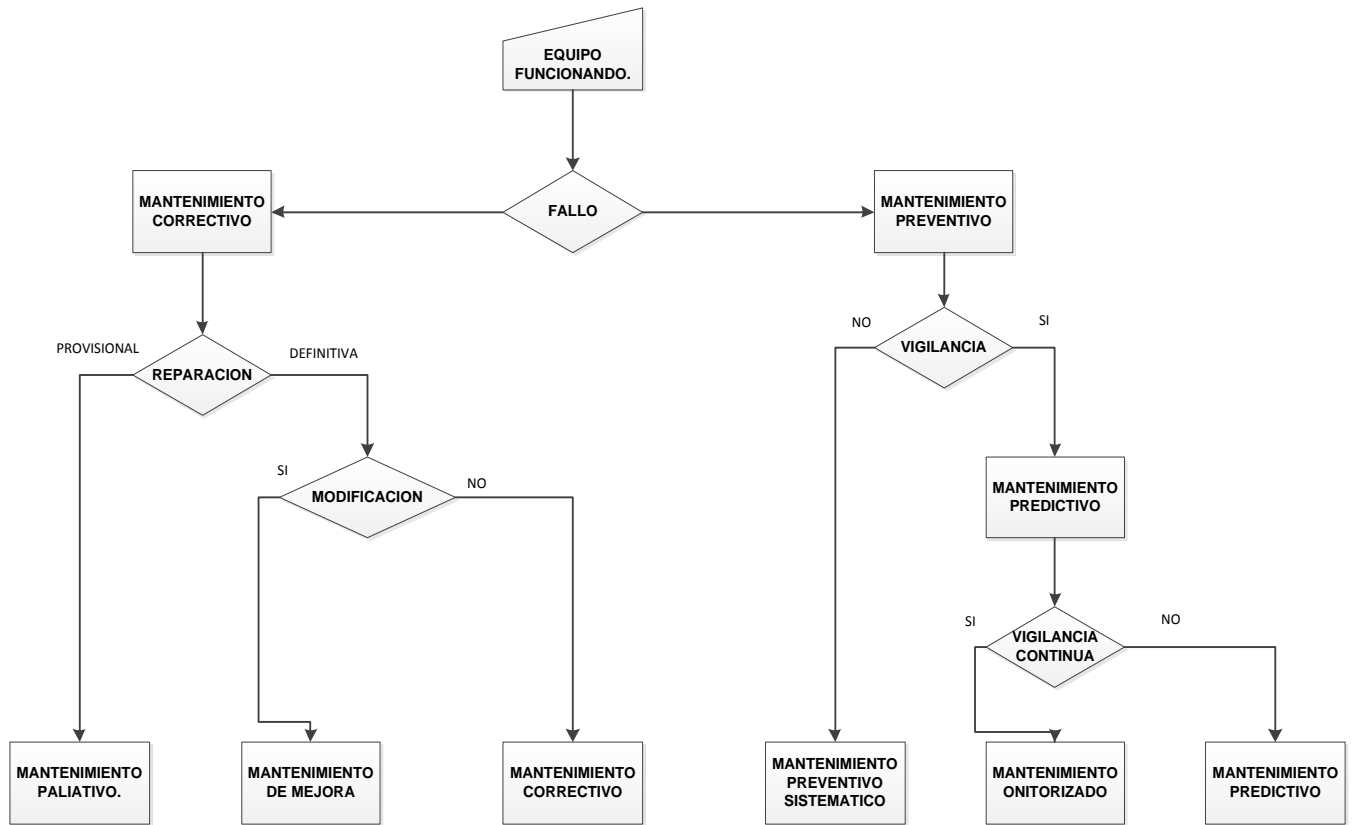 EQUIPO
FUNCIONANDO.
MANTENIMIENTO
CORRECTIVO
FALLO
MANTENIMIENTO
PREVENTIVO
NO
SI
VIGILANCIA
PROVISIONAL
DEFINITIVA
REPARACION
SI
NO
MODIFICACION
MANTENIMIENTO
PREDICTIVO
SI
NO
VIGILANCIA
CONTINUA
MANTENIMIENTO
PALIATIVO.
MANTENIMIENTO
DE MEJORA
MANTENIMIENTO
CORRECTIVO
MANTENIMIENTO
PREVENTIVO
SISTEMATICO
MANTENIMIENTO
ONITORIZADO
MANTENIMIENTO
PREDICTIVO